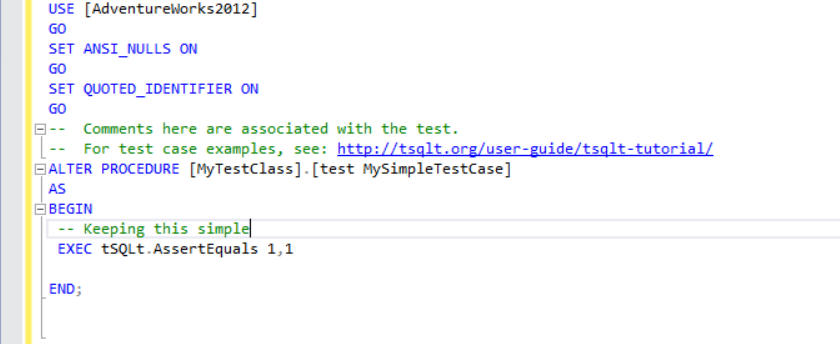 USE [AdventureWorks2012]
GO
SET ANSI_NULLS ON
GO
SET QUOTED_IDENTIFIER ON
GO
--  Comments here are associated with the test.
--  For test case examples, see: http://tsqlt.org/user-guide/tsqlt-tutorial/
ALTER PROCEDURE [MyTestClass].[test MySimpleTestCase]
AS
BEGIN
 -- Keeping this simple
 EXEC tSQLt.AssertEquals 1,1
END;